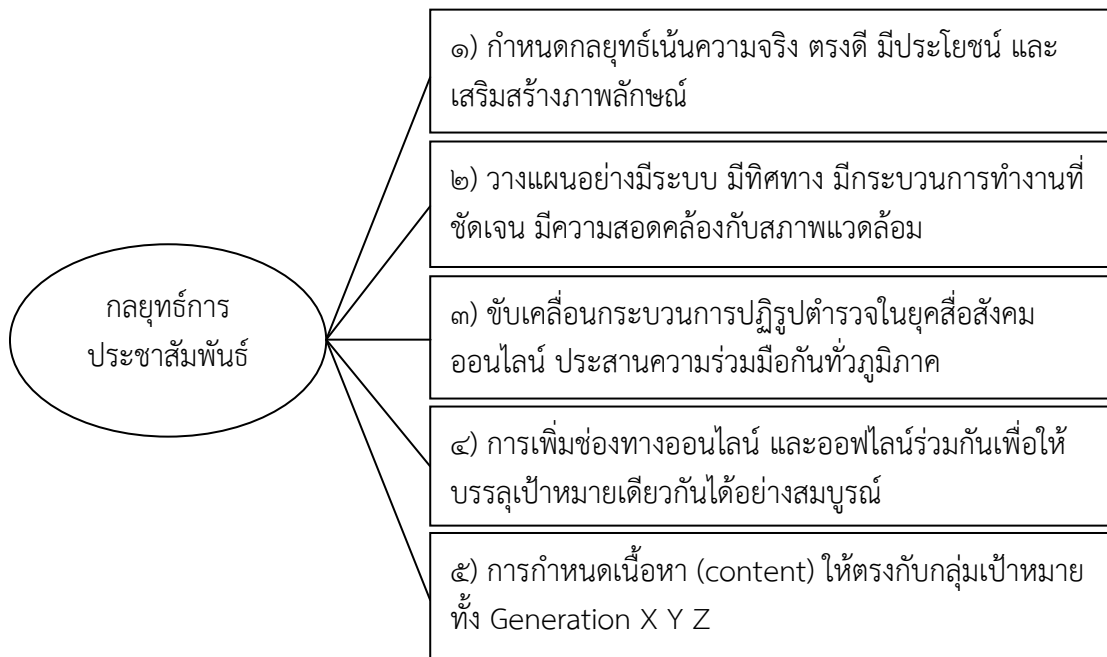 กลยุทธ์การ
ประชาสัมพันธ์
๑) กำหนดกลยุทธ์เน้นความจริง ตรงดี มีประโยชน์ และ
เสริมสร้างภาพลักษณ์
๒) วางแผนอย่างมีระบบ มีทิศทาง มีกระบวนการทำงานที่
ชัดเจน มีความสอดคล้องกับสภาพแวดล้อม
๓) ขับเคลื่อนกระบวนการปฏิรูปตำรวจในยุคสื่อสังคม
ออนไลน์ ประสานความร่วมมือกันทั่วภูมิภาค
๔) การเพิ่มช่องทางออนไลน์ และออฟไลน์ร่วมกันเพื่อให้
บรรลุเป้าหมายเดียวกันได้อย่างสมบูรณ์
๕) การกำหนดเนื้อหา (content) ให้ตรงกับกลุ่มเป้าหมาย
ทั้ง Generation X Y Z